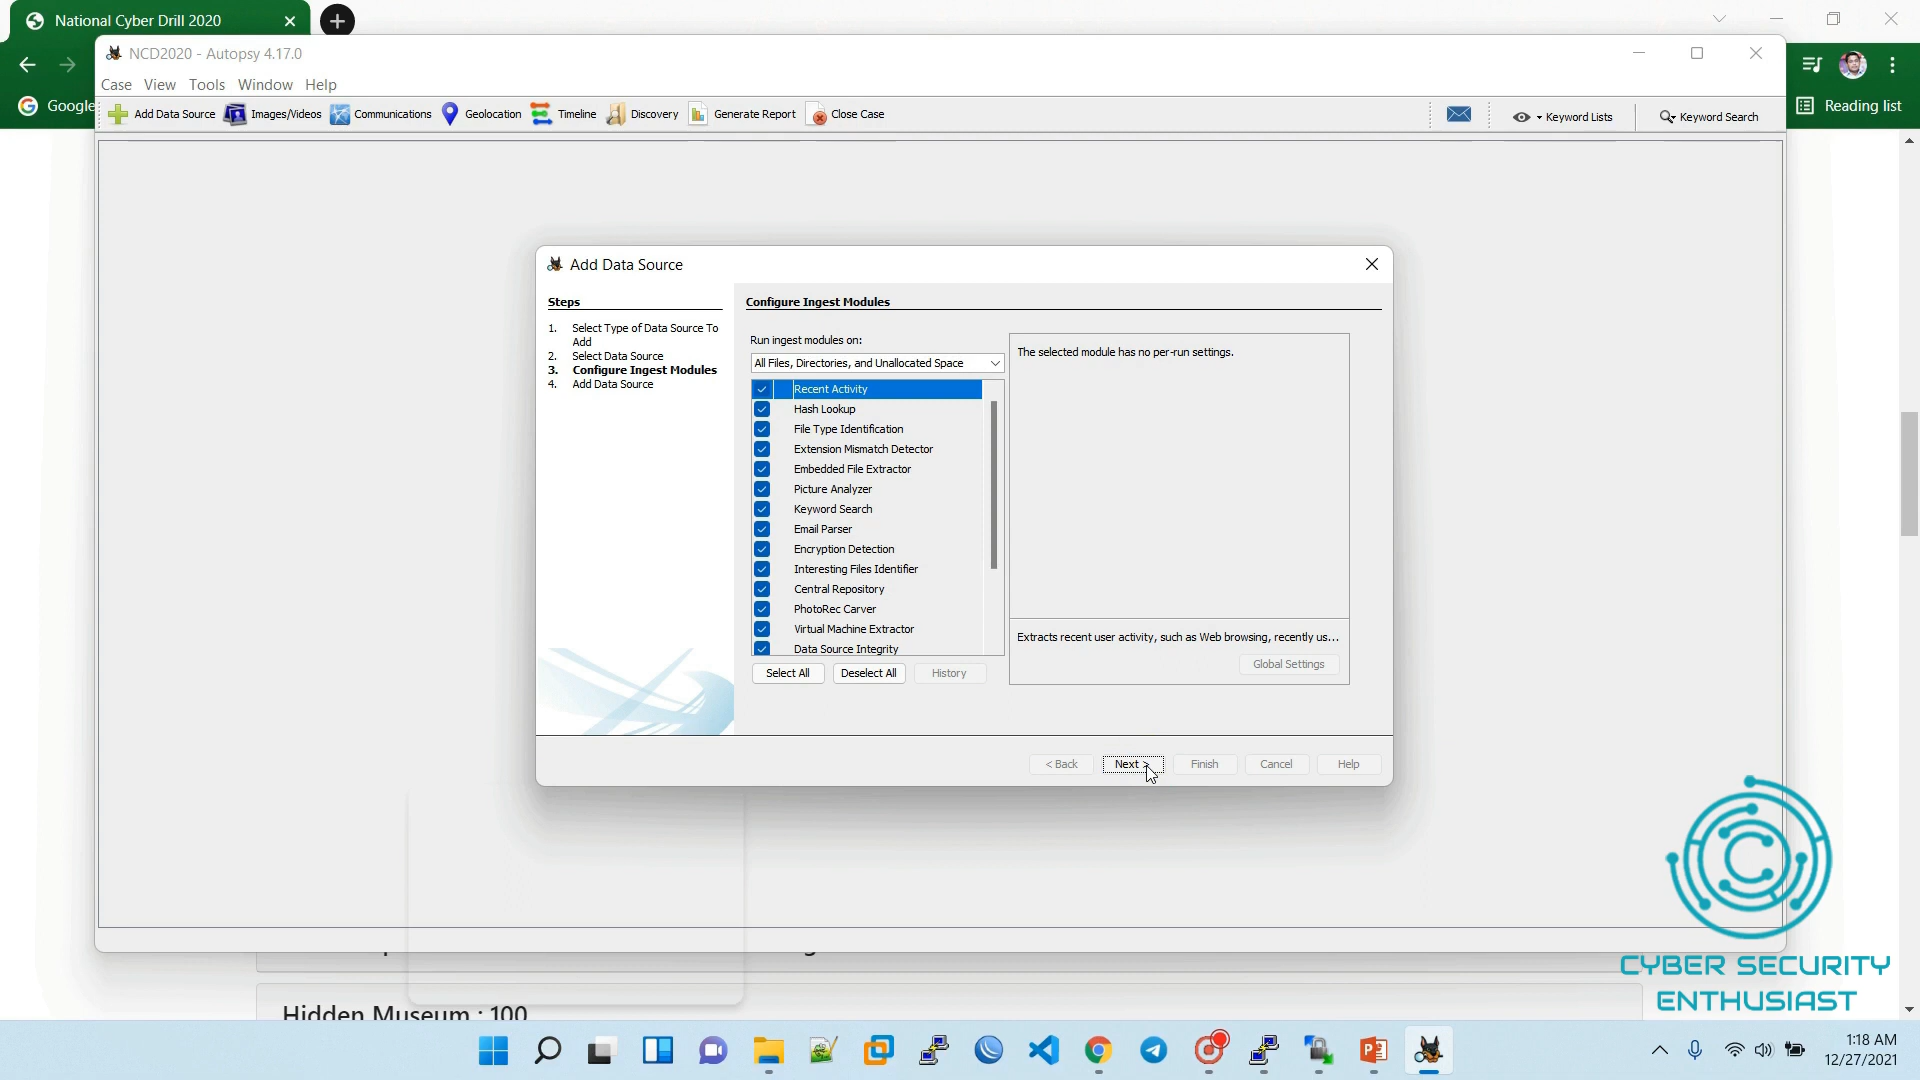 National Cyber Drill 2020
NCD2020 - Autopsy 4.17.0
Case View Tools Window Help
Google
Reading list
Add Data Source Images/Videos Communications Geolocation Timeline Discovery Generate Report Close Case
Keyword Lists Keyword Search
Add Data Source
Steps
1. Select Type of Data Source To
Add
2. Select Data Source
3. Configure Ingest Modules
4. Add Data Source
Configure Ingest Modules
Run ingest modules on:
All Files, Directories, and Unallocated Space
Recent Activity
Hash Lookup
File Type Identification
Extension Mismatch Detector
Embedded File Extractor
Picture Analyzer
Keyword Search
Email Parser
Encryption Detection
Interesting Files Identifier
Central Repository
PhotoRec Carver
Virtual Machine Extractor
Data Source Integrity
Select All Deselect All History
The selected module has no per-run settings.
Extracts recent user activity, such as Web browsing, recently us...
Global Settings
< Back Next > Finish Cancel Help
Hidden Museum : 100
CYBER SECURITY
ENTHUSIAST
1:18 AM
12/27/2021